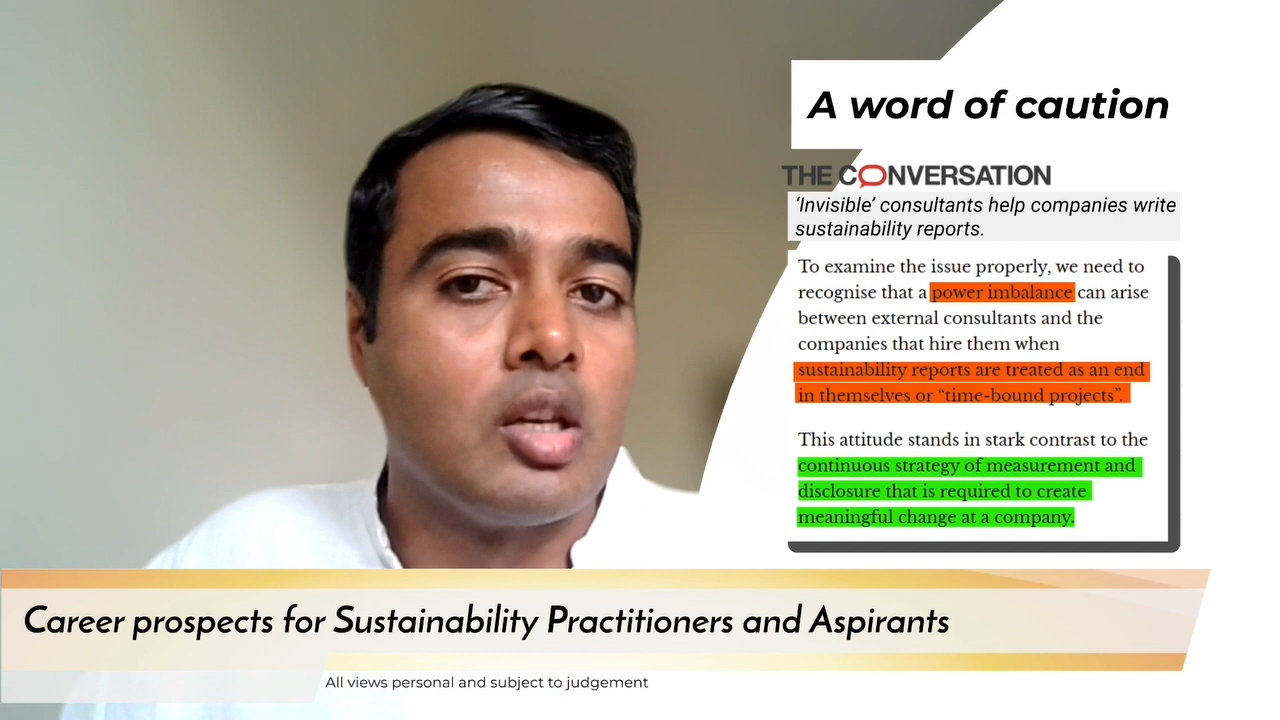 A word of caution
THE CONVERSATION
‘Invisible’ consultants help companies write
sustainability reports.
To examine the issue properly, we need to
recognise that a power imbalance can arise
between external consultants and the
companies that hire them when
sustainability reports are treated as an end
in themselves or “time-bound projects”.
This attitude stands in stark contrast to the
continuous strategy of measurement and
disclosure that is required to create
meaningful change at a company.
Career prospects for Sustainability Practitioners and Aspirants
All views personal and subject to judgement